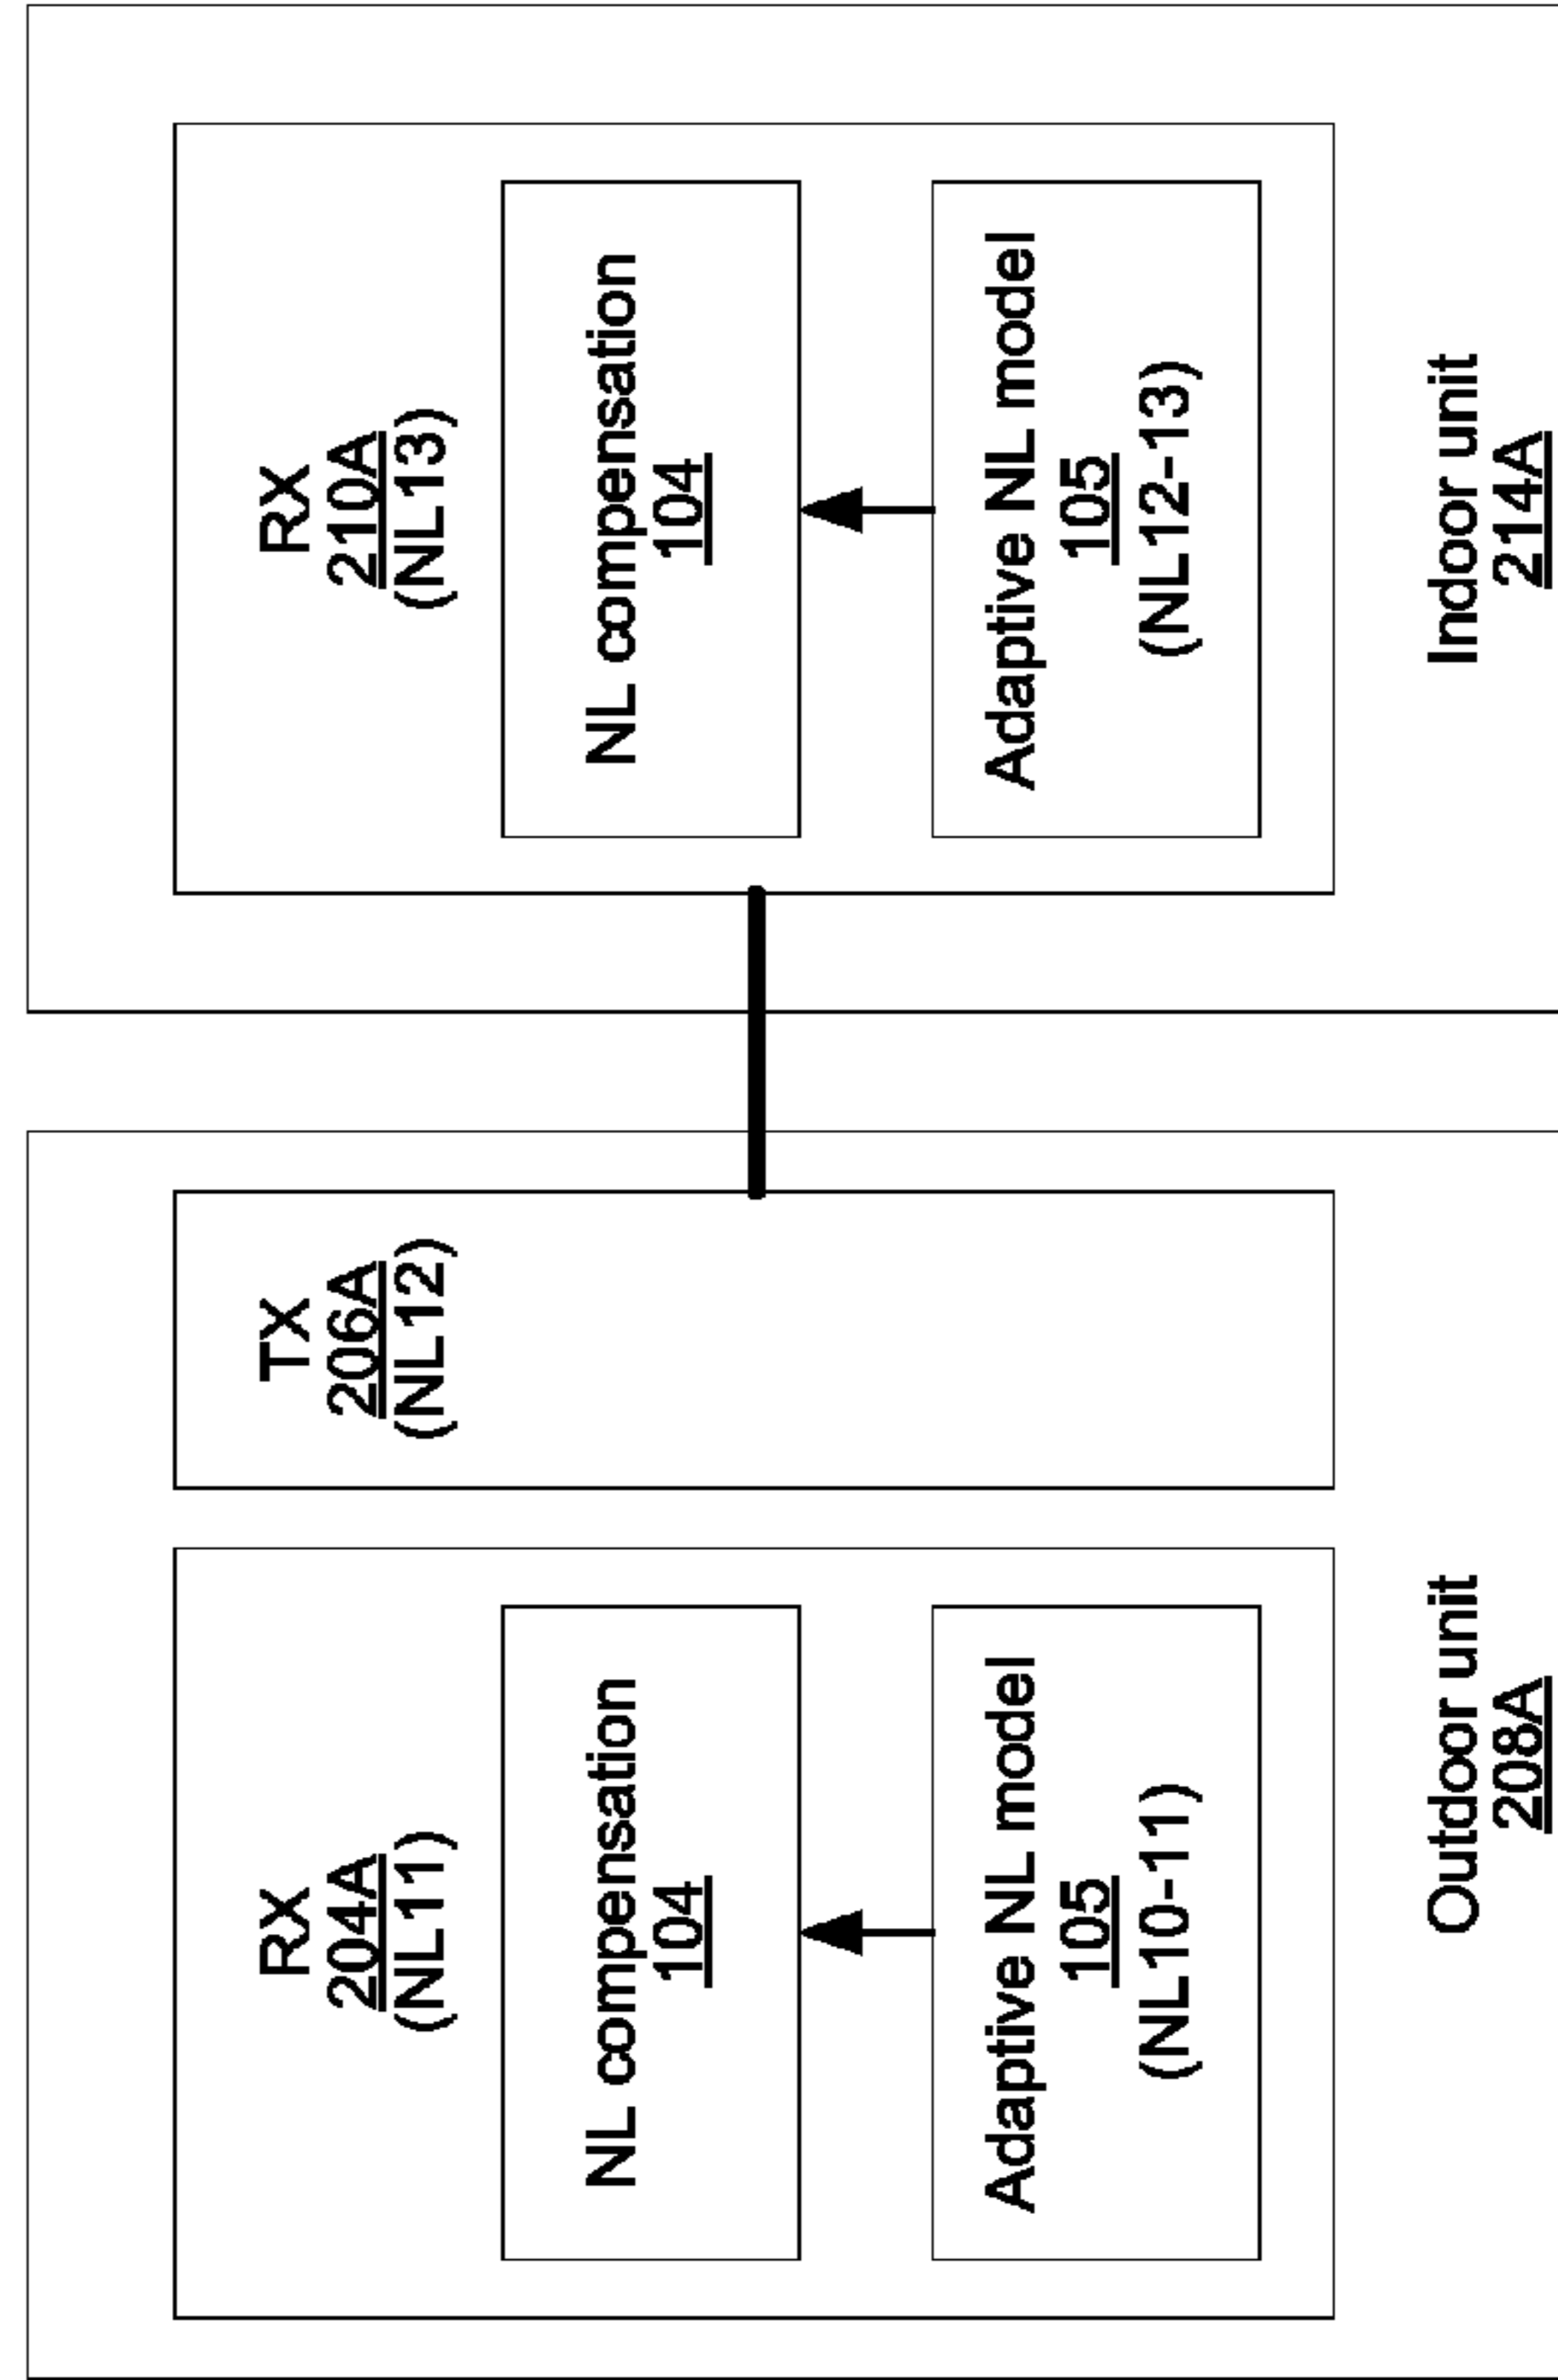 Rx
204A
(NL11)
NL compensation
104
Adaptive NL model
105
(NL10-11)
Tx
206A
(NL12)
Outdoor unit
208A
Rx
210A
(NL13)
NL compensation
104
Adaptive NL model
105
(NL12-13)
Indoor unit
214A